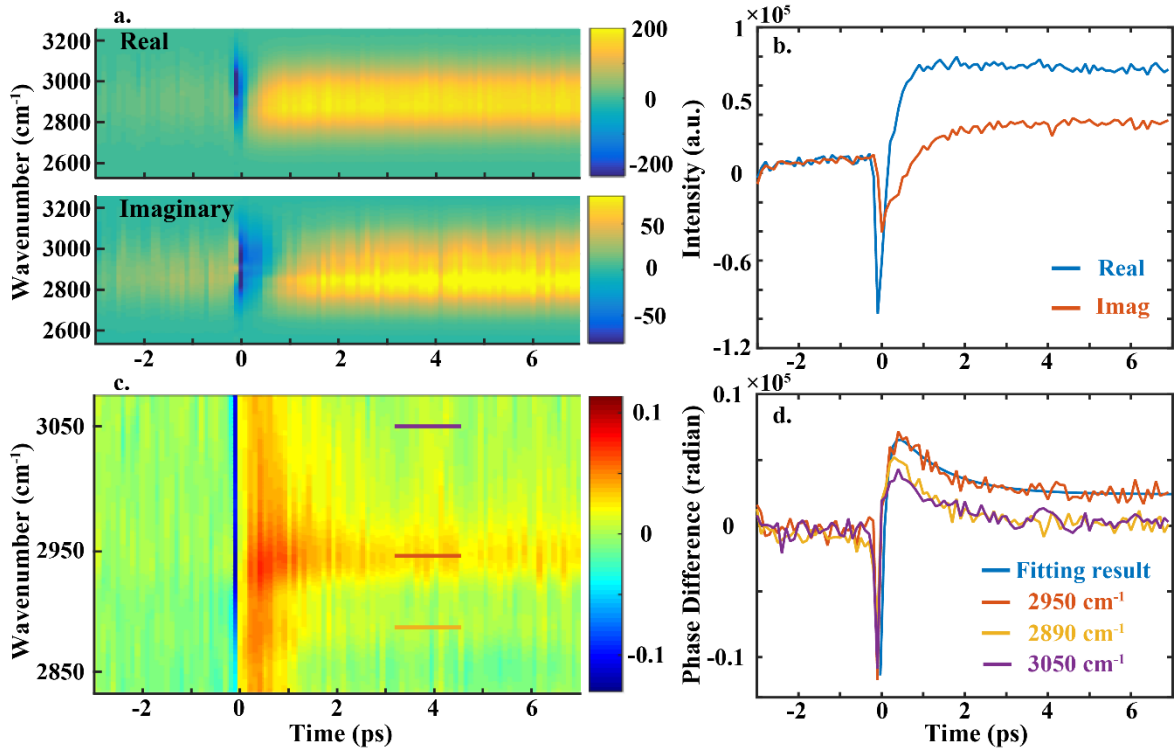 a.
Real
3200
3000
2800
2600
200
0
-200
Imaginary
3200
3000
2800
2600
50
0
-50
Wavenumber (cm⁻¹)
-2 0 2 4 6
b.
1 ×10⁵
0.5
0
-0.6
-1.2
Intensity (a.u.)
Real
Imag
-2 0 2 4 6
c.
3050
2950
2850
Wavenumber (cm⁻¹)
0.1
0
-0.1
-2 0 2 4 6
Time (ps)
d.
×10⁵
0.1
0
-0.1
Phase Difference (radian)
Fitting result
2950 cm⁻¹
2890 cm⁻¹
3050 cm⁻¹
-2 0 2 4 6
Time (ps)